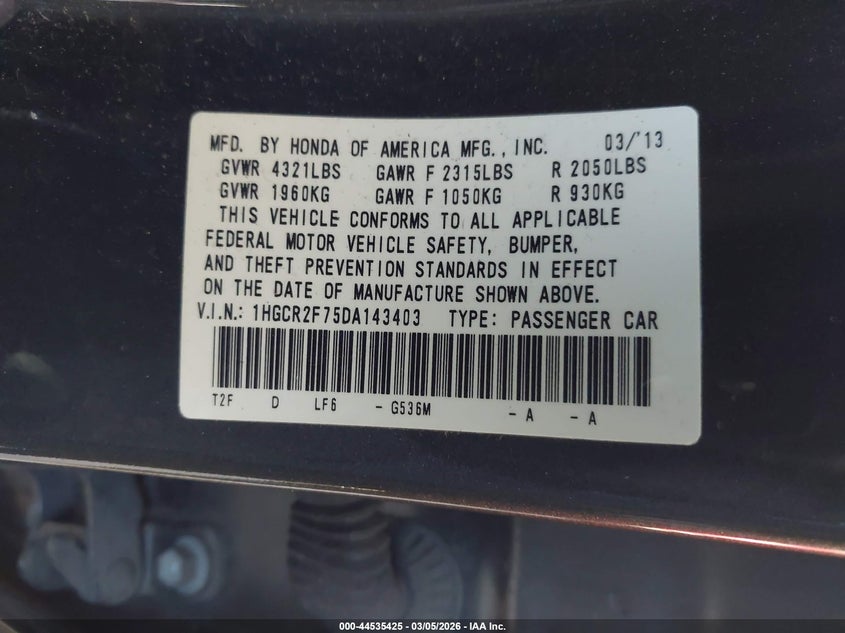 MFD. BY HONDA OF AMERICA MFG., INC. 03/'13
GVWR 4321LBS GAWR F 2315LBS R 2050LBS
GVWR 1960KG GAWR F 1050KG R 930KG
THIS VEHICLE CONFORMS TO ALL APPLICABLE
FEDERAL MOTOR VEHICLE SAFETY, BUMPER,
AND THEFT PREVENTION STANDARDS IN EFFECT
ON THE DATE OF MANUFACTURE SHOWN ABOVE.
V.I.N.: 1HGCR2F75DA143403 TYPE: PASSENGER CAR
T2F D LF6 - G536M - A - A
000-44535425 - 03/05/2026 - IAA Inc.